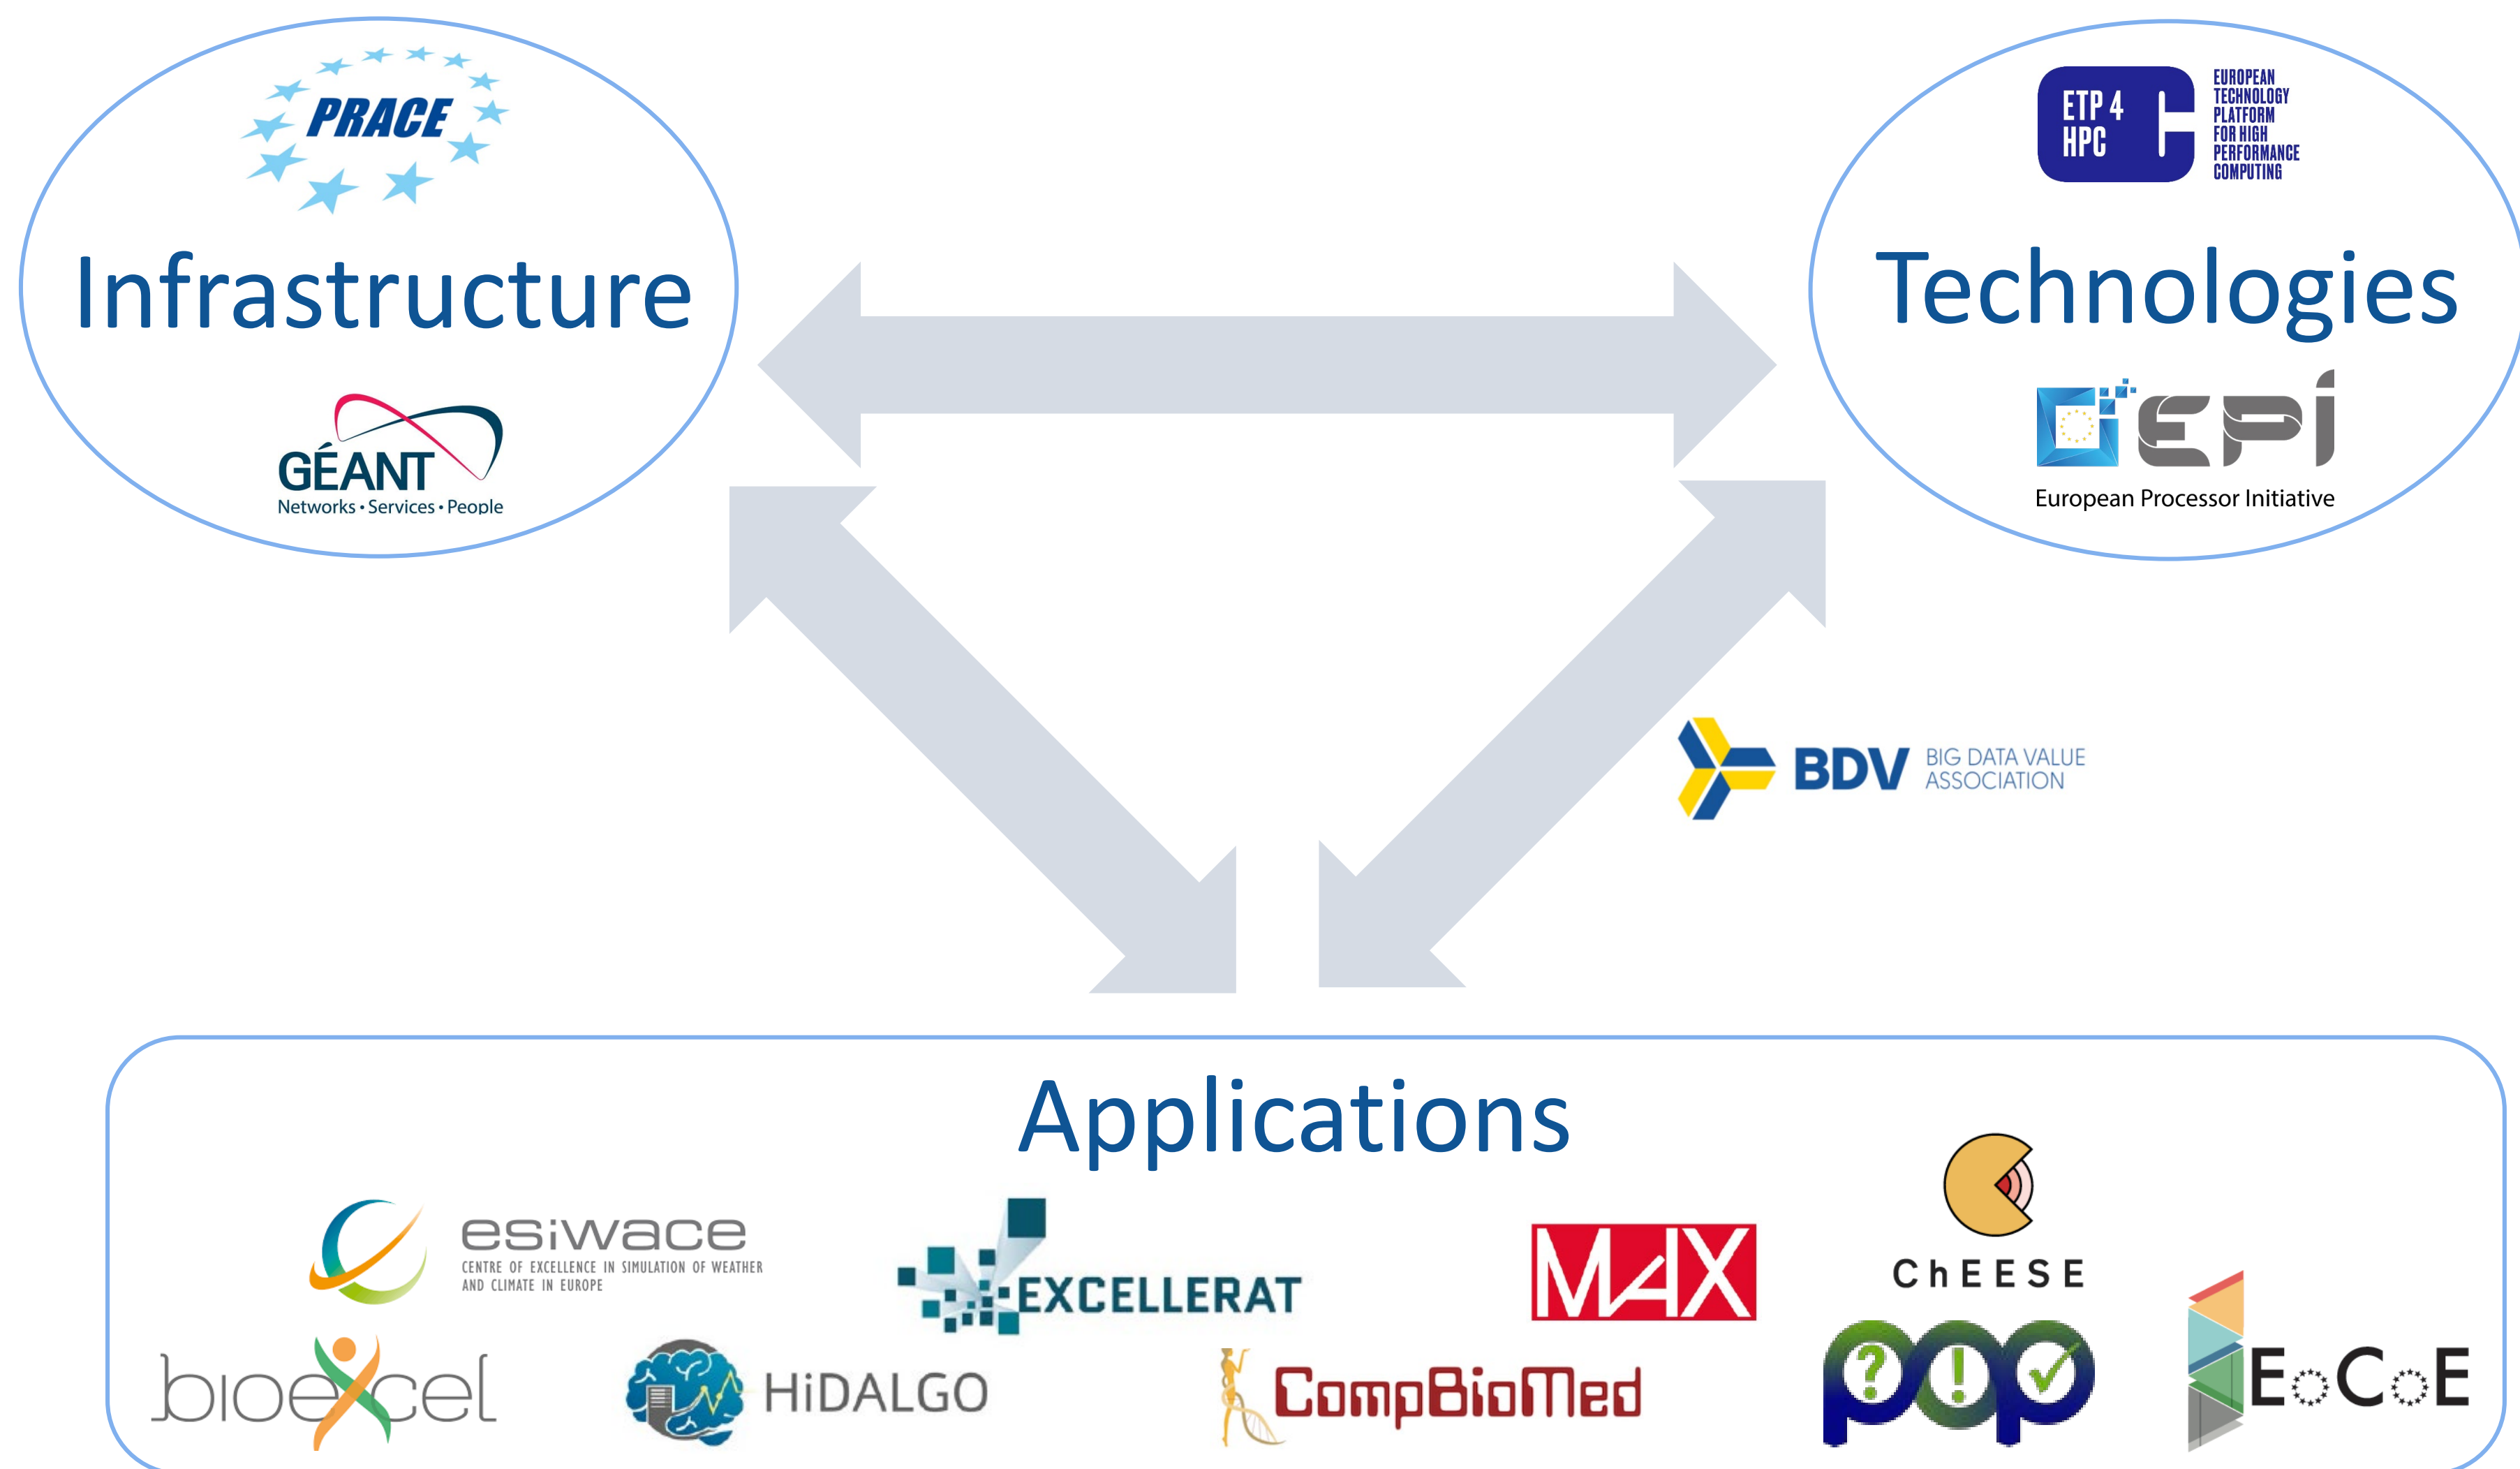 PRACE
Infrastructure
GÉANT
Networks • Services • People
ETP 4
HPC
EUROPEAN
TECHNOLOGY
PLATFORM
FOR HIGH
PERFORMANCE
COMPUTING
Technologies
EPI
European Processor Initiative
BDV
BIG DATA VALUE
ASSOCIATION
Applications
esiwace
CENTRE OF EXCELLENCE IN SIMULATION OF WEATHER
AND CLIMATE IN EUROPE
EXCELLERAT
MAX
ChEESE
bioexcel
HiDALGO
CompBioMed
pop
? !
EoCoE